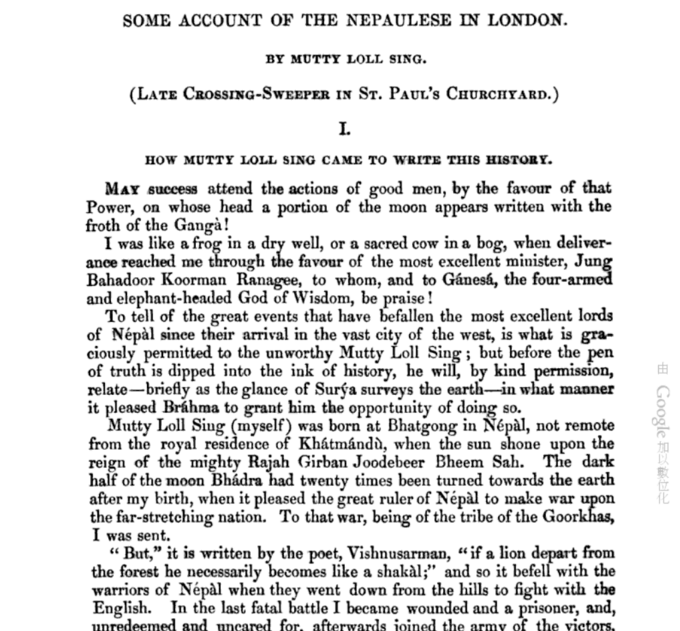 SOME ACCOUNT OF THE NEPAULESE IN LONDON.
BY MUTTY LOLL SING.
(LATE CROSSING-SWEEPER IN ST. PAUL'S CHURCHYARD.)
I.
HOW MUTTY LOLL SING CAME TO WRITE THIS HISTORY.
MAY success attend the actions of good men, by the favour of that
Power, on whose head a portion of the moon appears written with the
froth of the Gangà!
I was like a frog in a dry well, or a sacred cow in a bog, when deliver-
ance reached me through the favour of the most excellent minister, Jung
Bahadoor Koorman Ranagee, to whom, and to Gánesá, the four-armed
and elephant-headed God of Wisdom, be praise!
To tell of the great events that have befallen the most excellent lords
of Népàl since their arrival in the vast city of the west, is what is gra-
ciously permitted to the unworthy Mutty Loll Sing; but before the pen
of truth is dipped into the ink of history, he will, by kind permission,
relate—briefly as the glance of Surýa surveys the earth—in what manner
it pleased Bráhma to grant him the opportunity of doing so.
Mutty Loll Sing (myself) was born at Bhatgong in Népàl, not remote
from the royal residence of Khátmándù, when the sun shone upon the
reign of the mighty Rajah Girban Joodebeer Bheem Sah. The dark
half of the moon Bhádra had twenty times been turned towards the earth
after my birth, when it pleased the great ruler of Népàl to make war upon
the far-stretching nation. To that war, being of the tribe of the Goorkhas,
I was sent.
“But,” it is written by the poet, Vishnusarman, “if a lion depart from
the forest he necessarily becomes like a shakàl;” and so it befell with the
warriors of Népàl when they went down from the hills to fight with the
English. In the last fatal battle I became wounded and a prisoner, and,
unredeemed and uncared for, afterwards joined the army of the victors,
由 Google 加以數位化